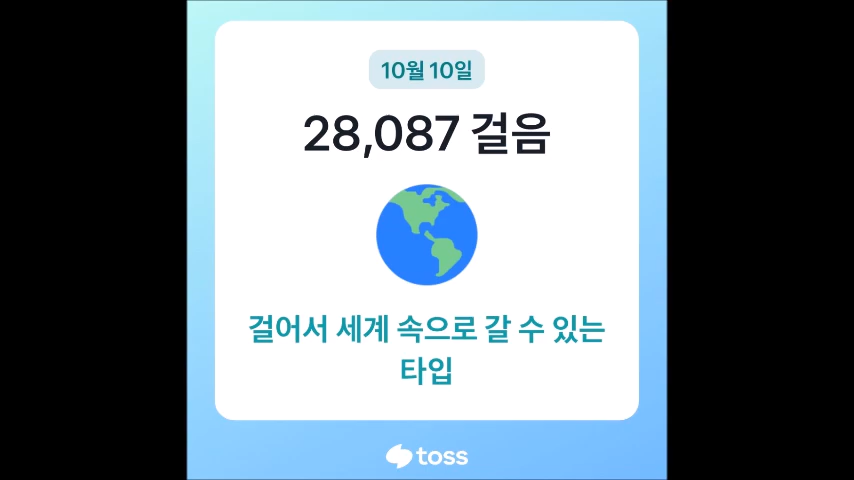 10월 10일
28,087 걸음
걸어서 세계 속으로 갈 수 있는
타입
toss